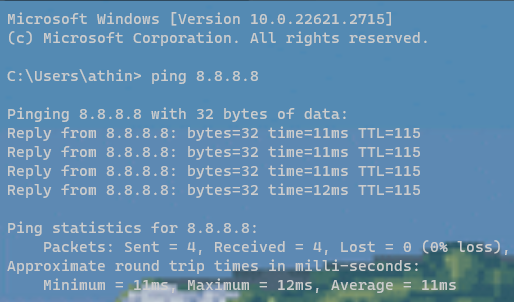 Microsoft Windows [Version 10.0.22621.2715]
(c) Microsoft Corporation. All rights reserved.
C:\Users\athin> ping 8.8.8.8
Pinging 8.8.8.8 with 32 bytes of data:
Reply from 8.8.8.8: bytes=32 time=11ms TTL=115
Reply from 8.8.8.8: bytes=32 time=11ms TTL=115
Reply from 8.8.8.8: bytes=32 time=11ms TTL=115
Reply from 8.8.8.8: bytes=32 time=12ms TTL=115
Ping statistics for 8.8.8.8:
    Packets: Sent = 4, Received = 4, Lost = 0 (0% loss),
Approximate round trip times in milli-seconds:
    Minimum = 11ms, Maximum = 12ms, Average = 11ms